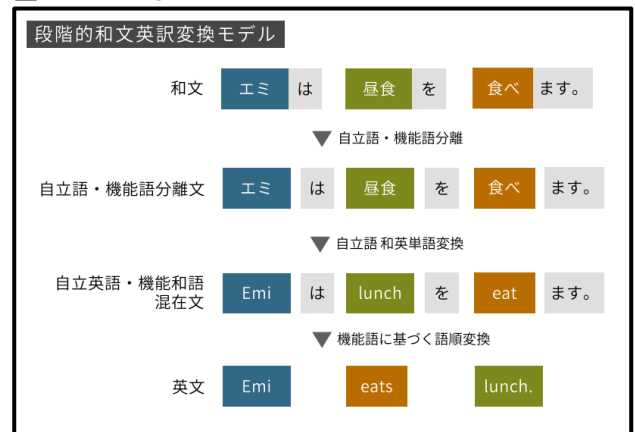 段階的和文英訳変換モデル
和文 エミ は 昼食 を 食べ ます。
自立語・機能語分離
自立語・機能語分離文 エミ は 昼食 を 食べ ます。
自立語 和英単語変換
自立英語・機能和語
混在文 Emi は lunch を eat ます。
機能語に基づく語順変換
英文 Emi eats lunch.